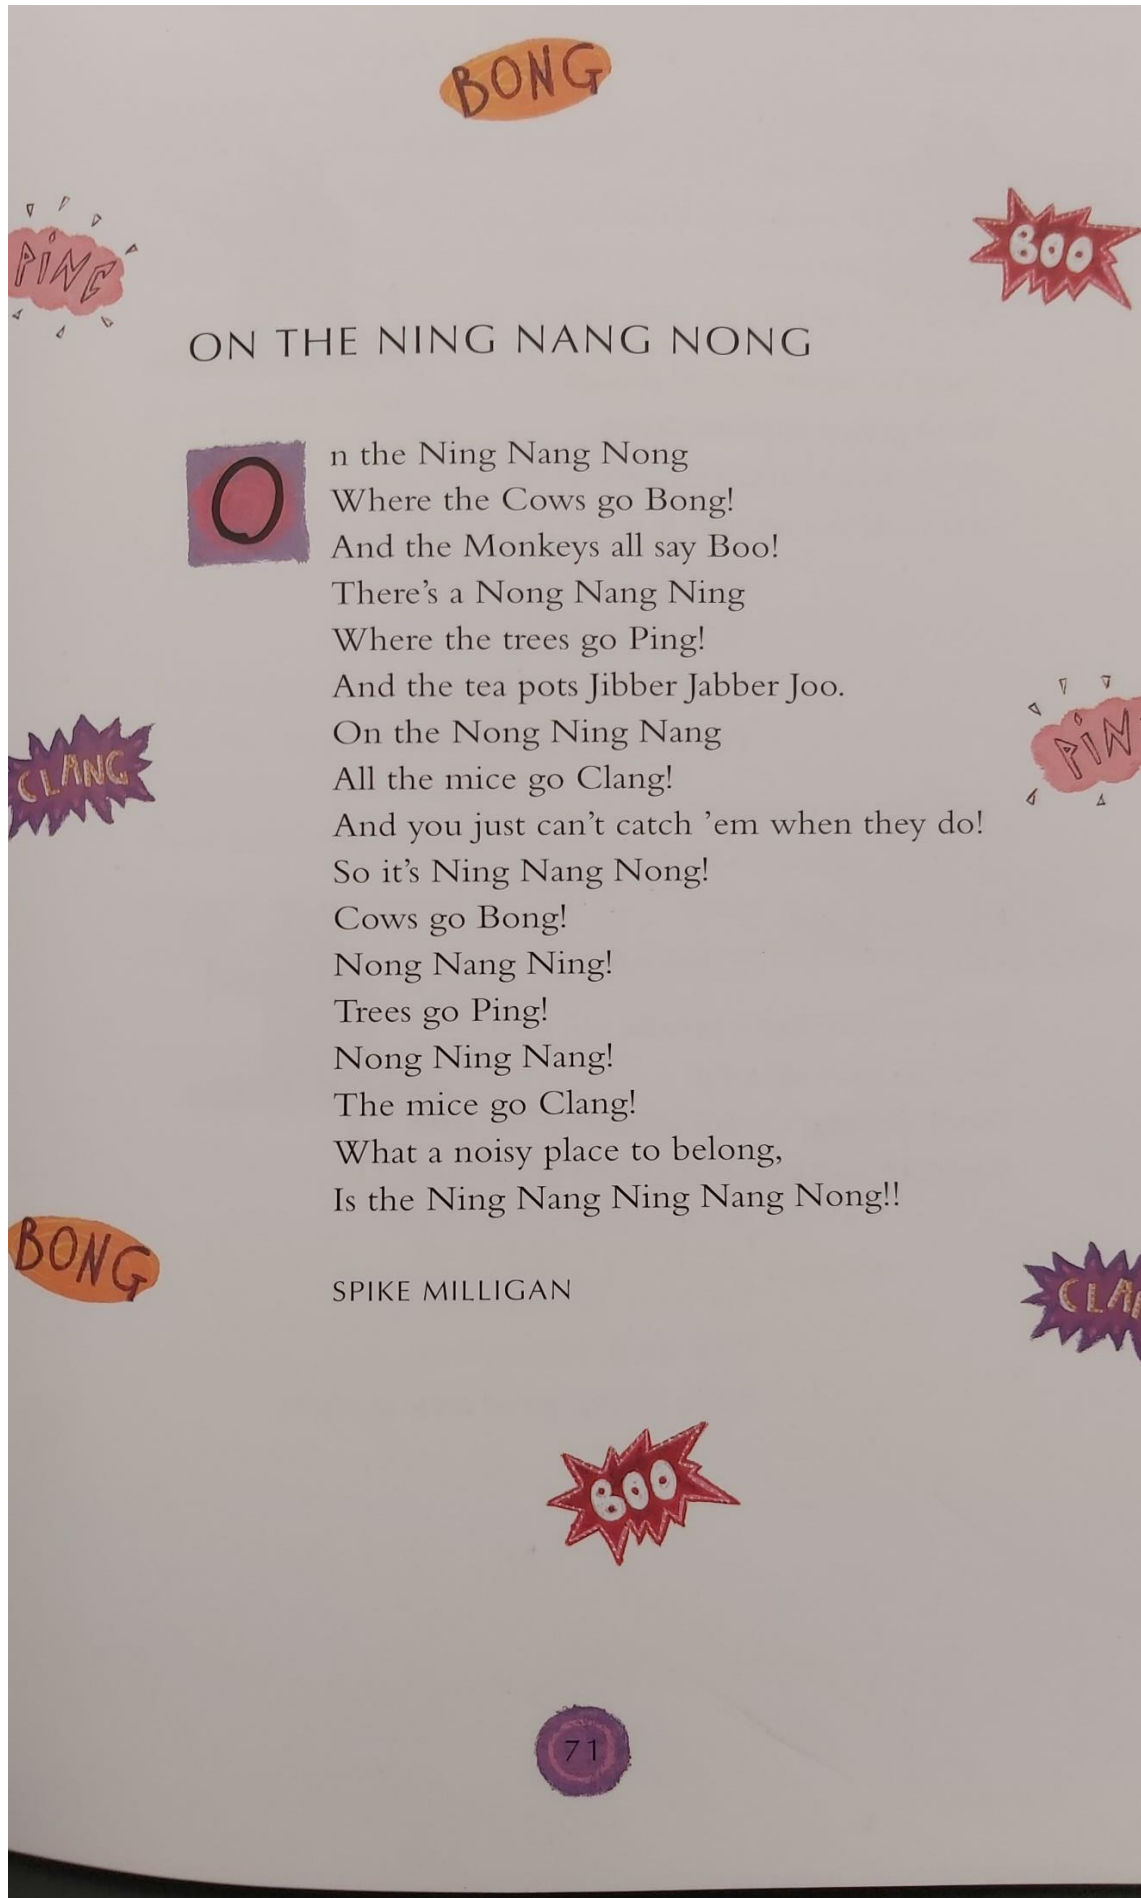 BONG
PING
BOO
ON THE NING NANG NONG
On the Ning Nang Nong
Where the Cows go Bong!
And the Monkeys all say Boo!
There's a Nong Nang Ning
Where the trees go Ping!
And the tea pots Jibber Jabber Joo.
On the Nong Ning Nang
All the mice go Clang!
And you just can't catch 'em when they do!
So it's Ning Nang Nong!
Cows go Bong!
Nong Nang Ning!
Trees go Ping!
Nong Ning Nang!
The mice go Clang!
What a noisy place to belong,
Is the Ning Nang Ning Nang Nong!!
SPIKE MILLIGAN
CLANG
PIN
BONG
CLA
BOO
71